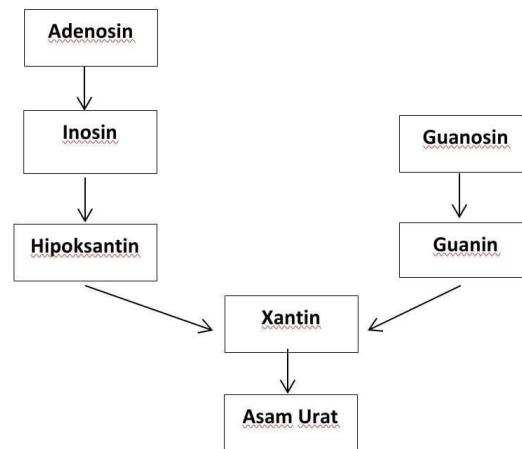 Adenosin
Inosin
Guanosin
Hipoksantin
Guanin
Xantin
Asam Urat